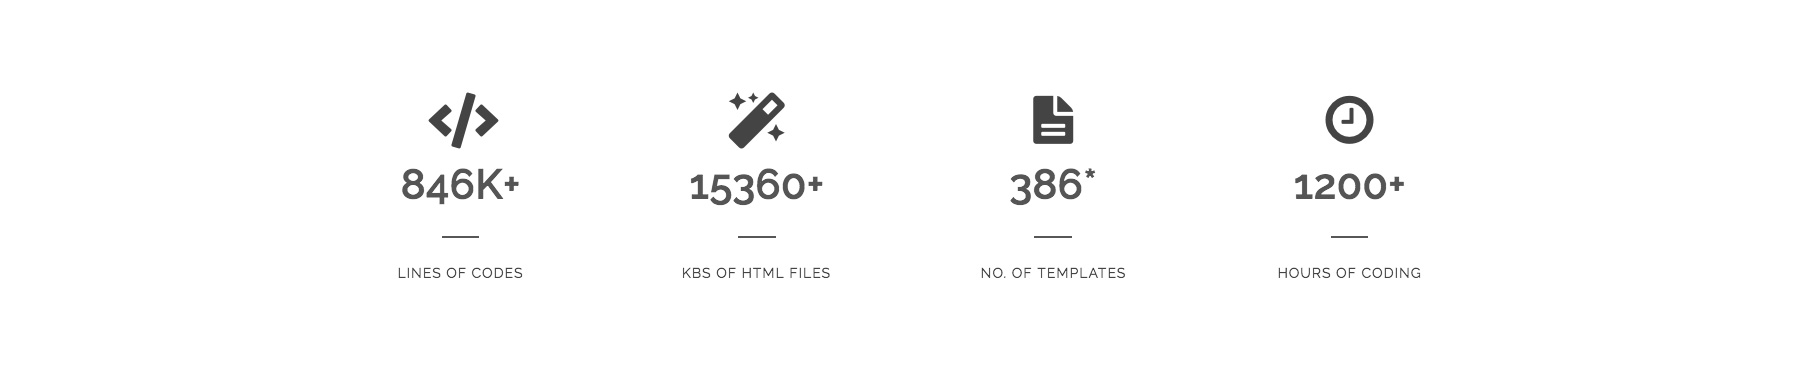 846K+ 15360+ 386* 1200+
LINES OF CODES KBS OF HTML FILES NO. OF TEMPLATES HOURS OF CODING